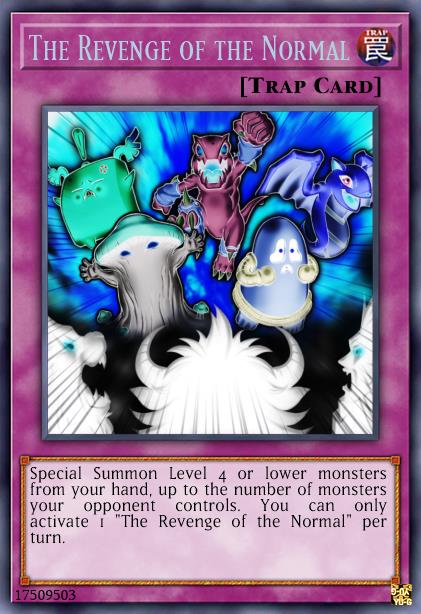 The Revenge of the Normal
TRAP
罠
[Trap Card]
Special Summon Level 4 or lower monsters
from your hand, up to the number of monsters
your opponent controls. You can only
activate 1 "The Revenge of the Normal" per
turn.
17509503